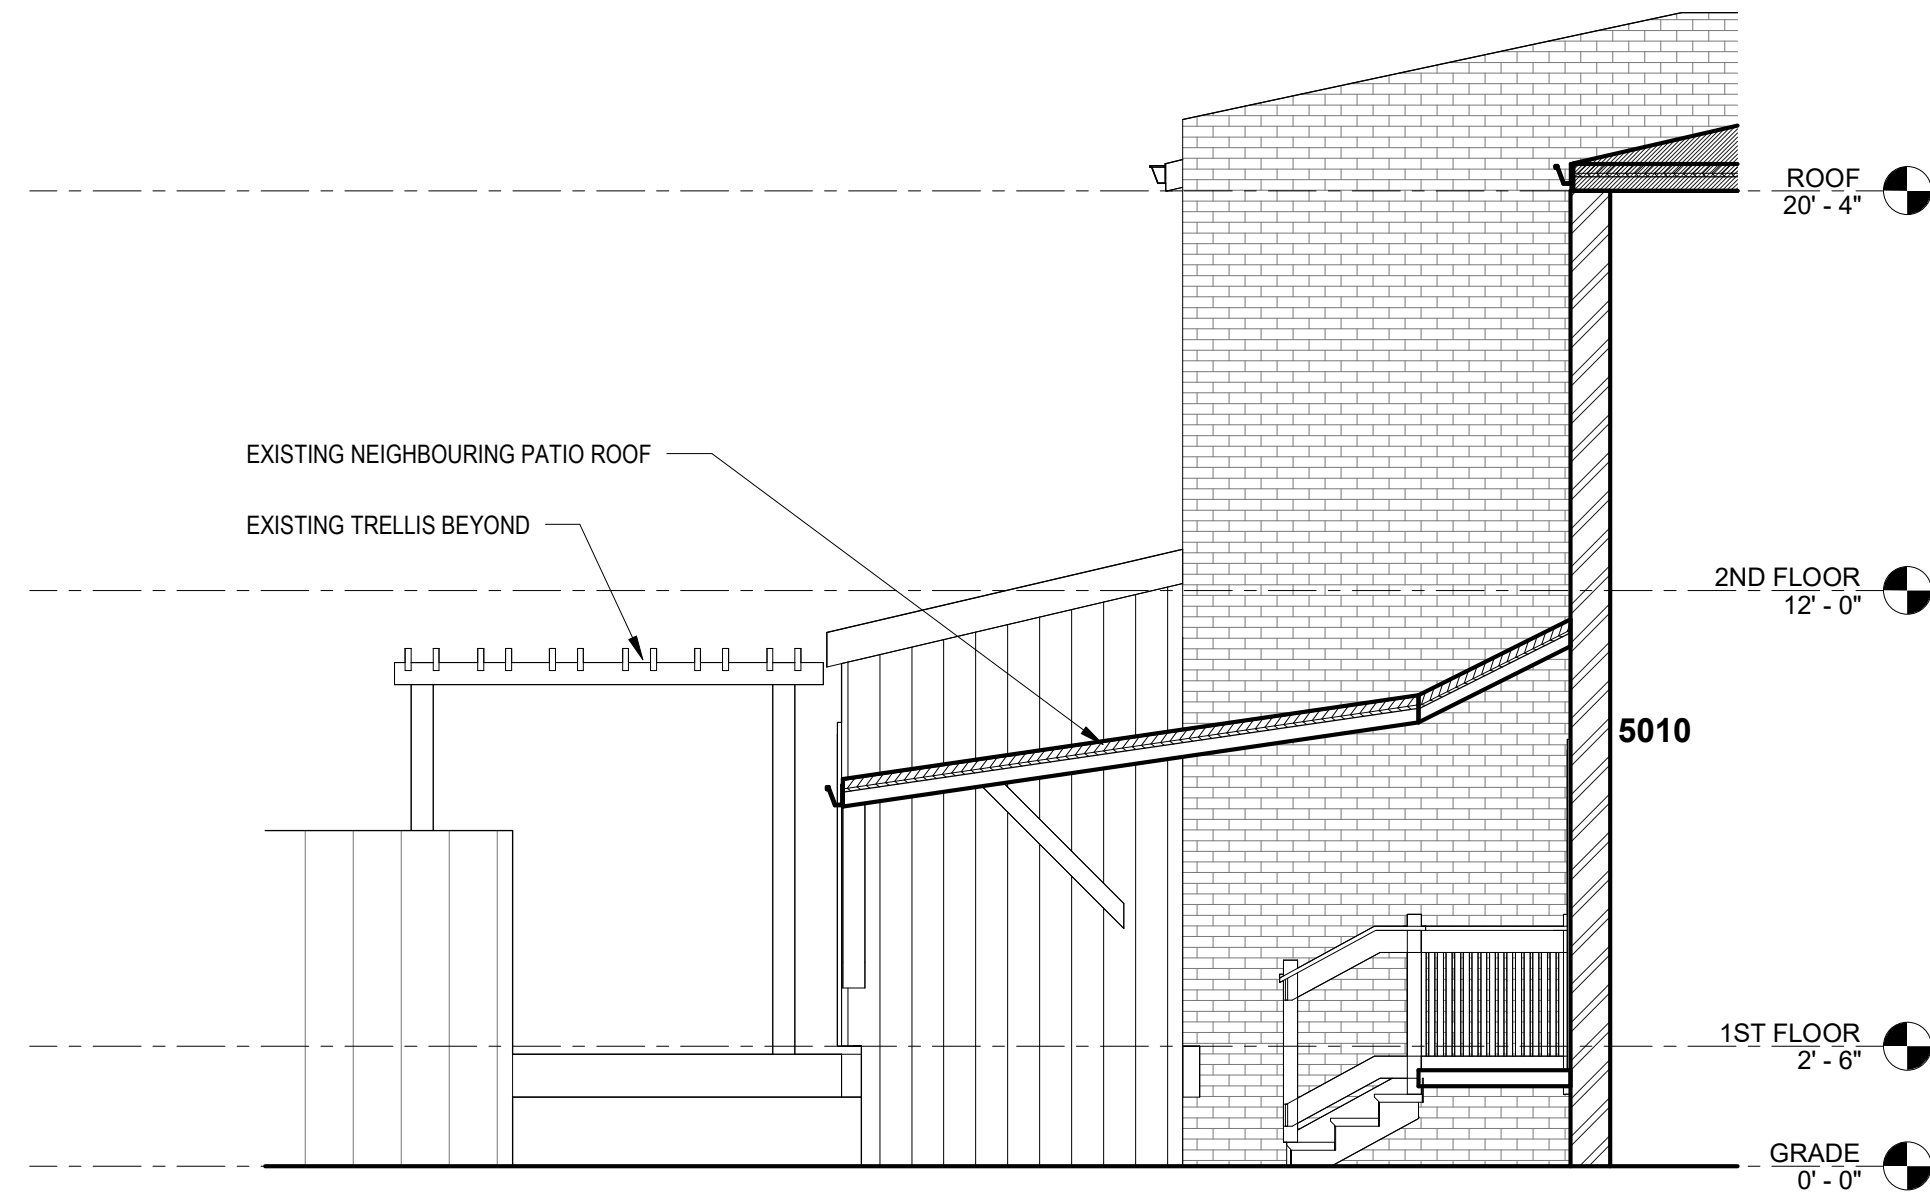 ROOF
20' - 4"
EXISTING NEIGHBOURING PATIO ROOF
EXISTING TRELLIS BEYOND
2ND FLOOR
12' - 0"
5010
1ST FLOOR
2' - 6"
GRADE
0' - 0"